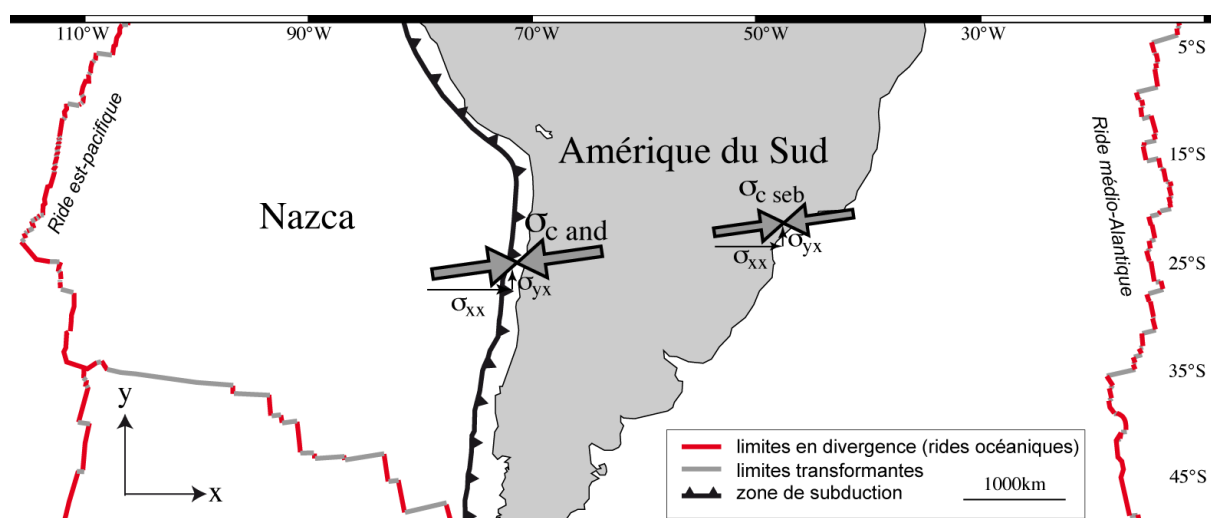 110°W 90°W 70°W 50°W 30°W
5°S
15°S
25°S
35°S
45°S
Ride est-pacifique
Nazca
Amérique du Sud
Ride médio-Alantique
σc and
σxx
σyx
σc seb
σxx
σyx
y
x
limites en divergence (rides océaniques)
limites transformantes
zone de subduction
1000km